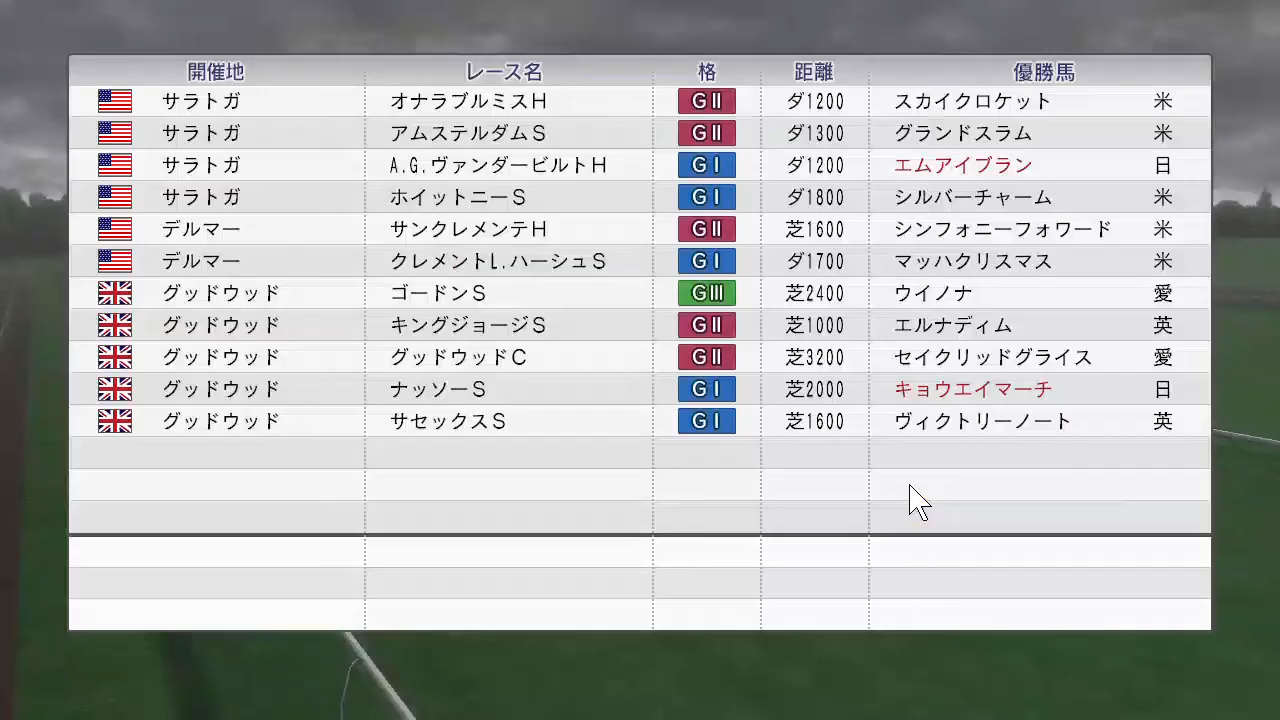 開催地 レース名 格 距離 優勝馬
サラトガ オナラブルミスH GⅡ ダ1200 スカイクロケット 米
サラトガ アムステルダムS GⅡ ダ1300 グランドスラム 米
サラトガ A.G.ヴァンダービルトH GⅠ ダ1200 エムアイブラン 日
サラトガ ホイットニーS GⅠ ダ1800 シルバーチャーム 米
デルマー サンクレメンテH GⅡ 芝1600 シンフォニーフォワード 米
デルマー クレメントL.ハーシュS GⅠ ダ1700 マッハクリスマス 米
グッドウッド ゴードンS GⅢ 芝2400 ウイノナ 愛
グッドウッド キングジョージS GⅡ 芝1000 エルナディム 英
グッドウッド グッドウッドC GⅡ 芝3200 セイクリッドグライス 愛
グッドウッド ナッソーS GⅠ 芝2000 キョウエイマーチ 日
グッドウッド サセックスS GⅠ 芝1600 ヴィクトリーノート 英